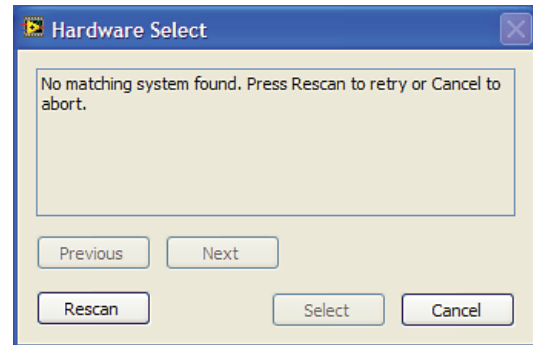 Hardware Select
No matching system found. Press Rescan to retry or Cancel to
abort.
Previous
Next
Rescan
Select
Cancel